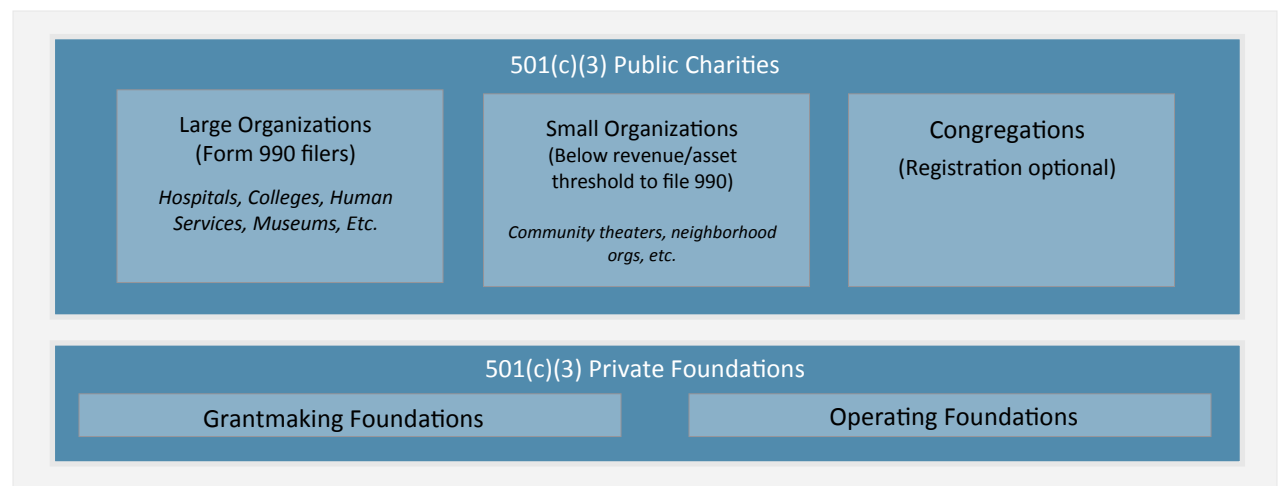 501(c)(3) Public Charities
Large Organizations
(Form 990 filers)
Hospitals, Colleges, Human
Services, Museums, Etc.
Small Organizations
(Below revenue/asset
threshold to file 990)
Community theaters, neighborhood
orgs, etc.
Congregations
(Registration optional)
501(c)(3) Private Foundations
Grantmaking Foundations
Operating Foundations